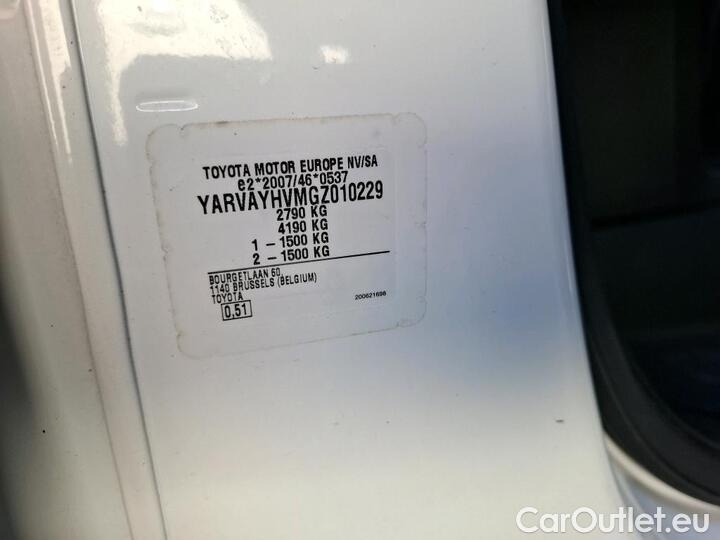 TOYOTA MOTOR EUROPE NV/SA
e2*2007/46*0537
YARVAYHVMGZ010229
2790 KG
4190 KG
1 - 1500 KG
2 - 1500 KG
BOURGETLAAN 60
1140 BRUSSELS (BELGIUM)
TOYOTA
0.51
200621698
CarOutlet.eu